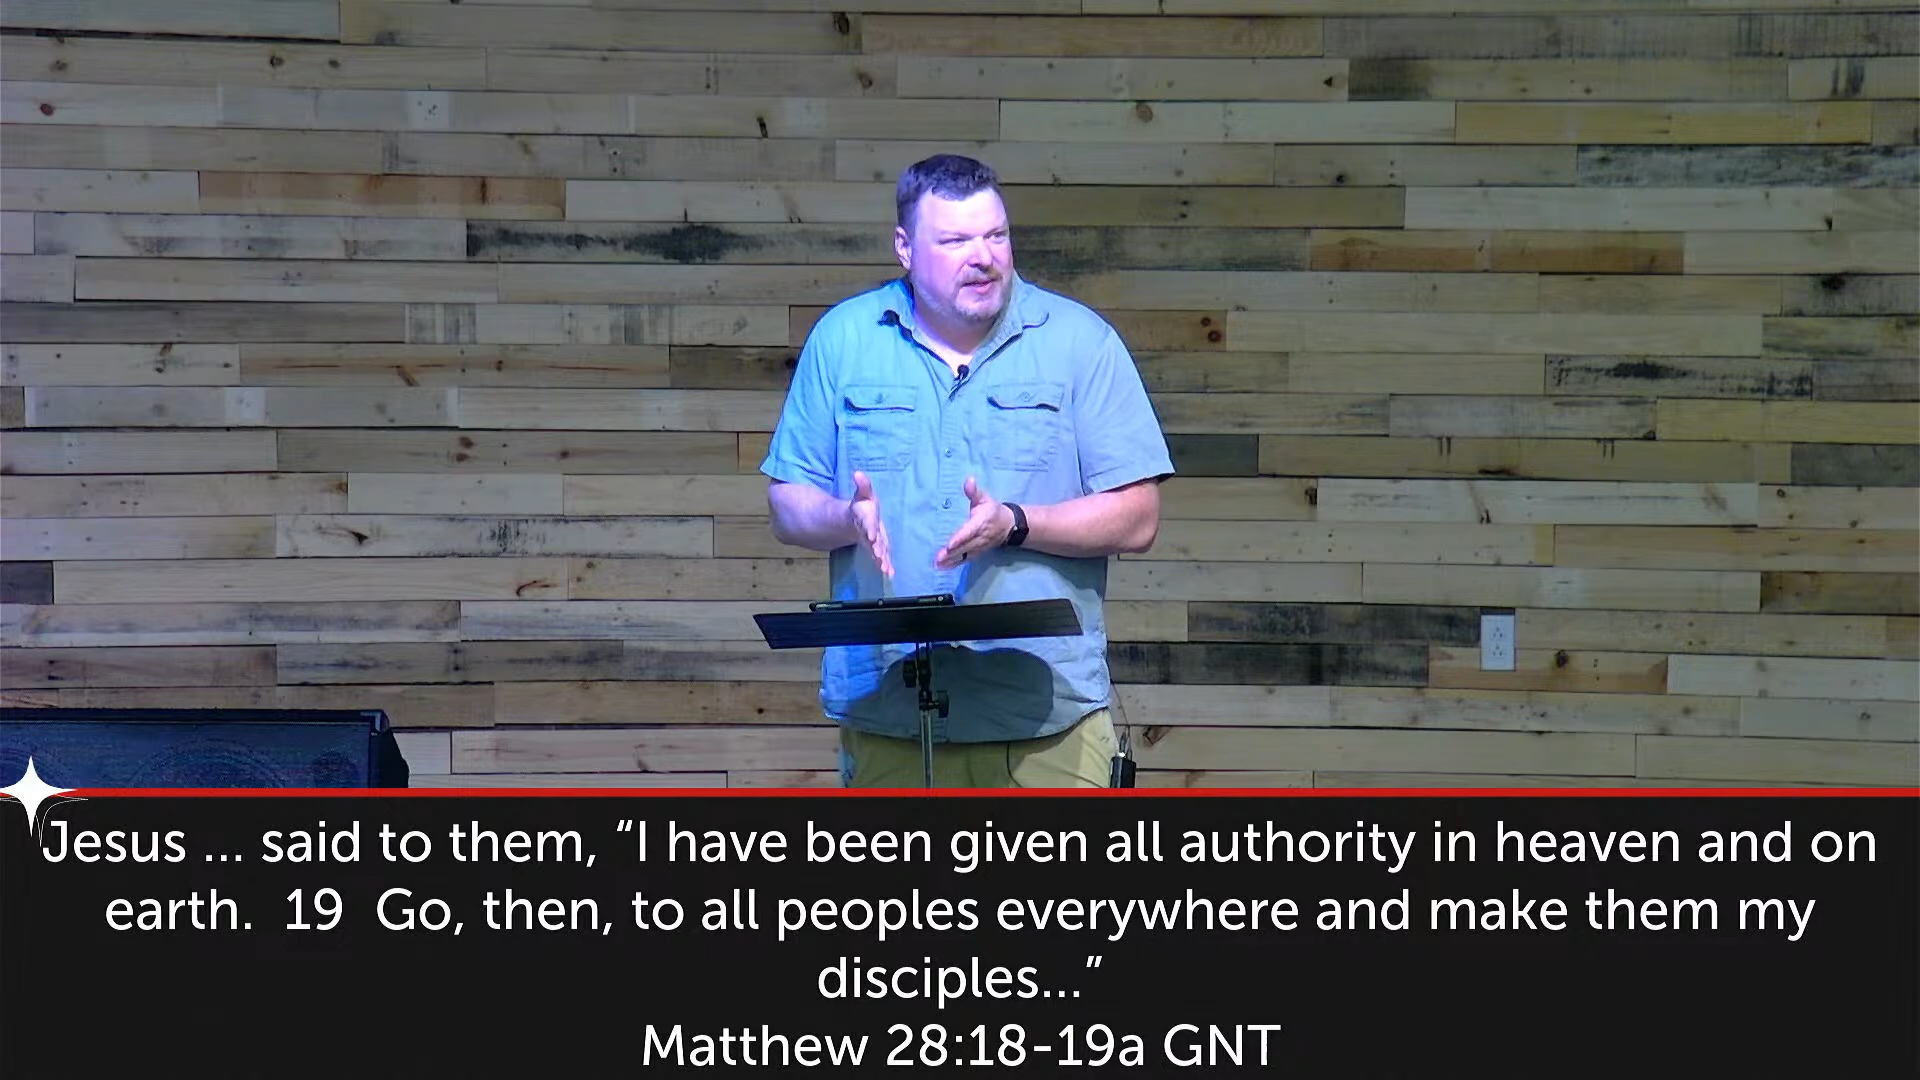 Jesus ... said to them, “I have been given all authority in heaven and on
earth.  19  Go, then, to all peoples everywhere and make them my
disciples...”
Matthew 28:18-19a GNT